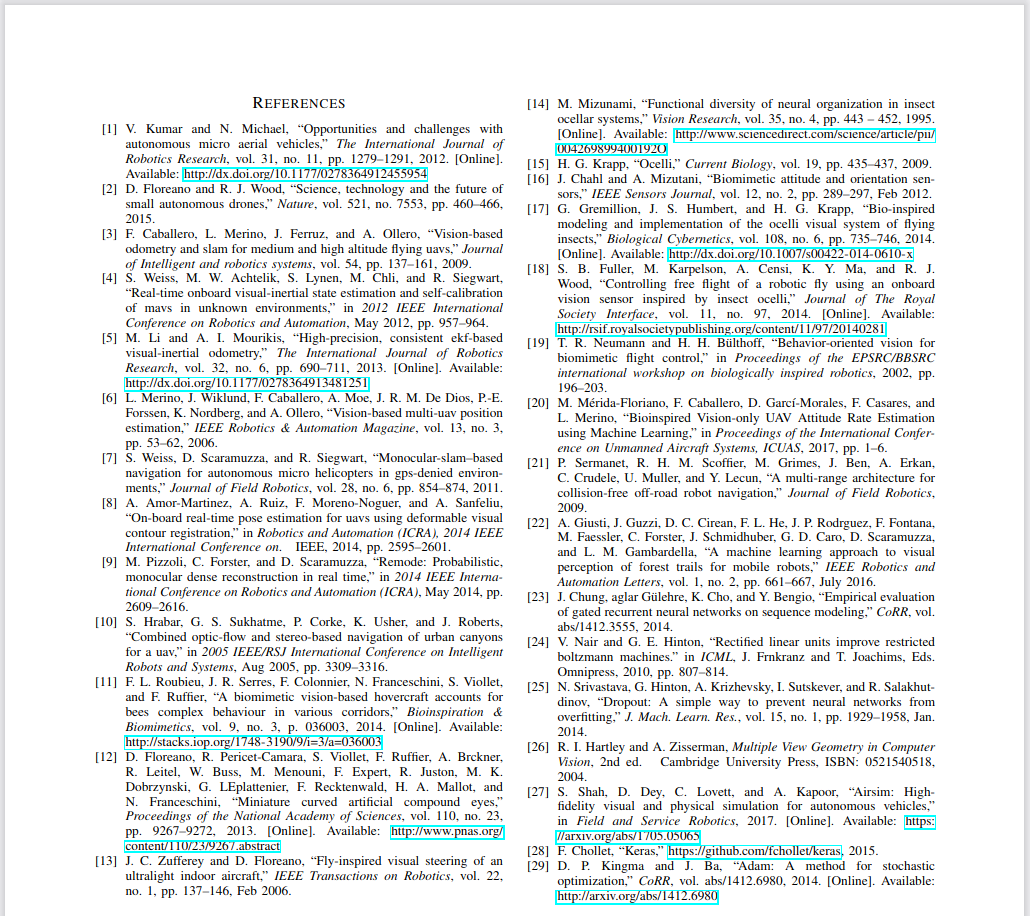 REFERENCES
[1] V. Kumar and N. Michael, “Opportunities and challenges with
autonomous micro aerial vehicles,” The International Journal of
Robotics Research, vol. 31, no. 11, pp. 1279–1291, 2012. [Online].
Available: http://dx.doi.org/10.1177/0278364912455954
[2] D. Floreano and R. J. Wood, “Science, technology and the future of
small autonomous drones,” Nature, vol. 521, no. 7553, pp. 460–466,
2015.
[3] F. Caballero, L. Merino, J. Ferruz, and A. Ollero, “Vision-based
odometry and slam for medium and high altitude flying uavs,” Journal
of Intelligent and robotics systems, vol. 54, pp. 137–161, 2009.
[4] S. Weiss, M. W. Achtelik, S. Lynen, M. Chli, and R. Siegwart,
“Real-time onboard visual-inertial state estimation and self-calibration
of mavs in unknown environments,” in 2012 IEEE International
Conference on Robotics and Automation, May 2012, pp. 957–964.
[5] M. Li and A. I. Mourikis, “High-precision, consistent ekf-based
visual-inertial odometry,” The International Journal of Robotics
Research, vol. 32, no. 6, pp. 690–711, 2013. [Online]. Available:
http://dx.doi.org/10.1177/0278364913481251
[6] L. Merino, J. Wiklund, F. Caballero, A. Moe, J. R. M. De Dios, P.-E.
Forssen, K. Nordberg, and A. Ollero, “Vision-based multi-uav position
estimation,” IEEE Robotics & Automation Magazine, vol. 13, no. 3,
pp. 53–62, 2006.
[7] S. Weiss, D. Scaramuzza, and R. Siegwart, “Monocular-slam–based
navigation for autonomous micro helicopters in gps-denied environ-
ments,” Journal of Field Robotics, vol. 28, no. 6, pp. 854–874, 2011.
[8] A. Amor-Martinez, A. Ruiz, F. Moreno-Noguer, and A. Sanfeliu,
“On-board real-time pose estimation for uavs using deformable visual
contour registration,” in Robotics and Automation (ICRA), 2014 IEEE
International Conference on. IEEE, 2014, pp. 2595–2601.
[9] M. Pizzoli, C. Forster, and D. Scaramuzza, “Remode: Probabilistic,
monocular dense reconstruction in real time,” in 2014 IEEE Interna-
tional Conference on Robotics and Automation (ICRA), May 2014, pp.
2609–2616.
[10] S. Hrabar, G. S. Sukhatme, P. Corke, K. Usher, and J. Roberts,
“Combined optic-flow and stereo-based navigation of urban canyons
for a uav,” in 2005 IEEE/RSJ International Conference on Intelligent
Robots and Systems, Aug 2005, pp. 3309–3316.
[11] F. L. Roubieu, J. R. Serres, F. Colonnier, N. Franceschini, S. Viollet,
and F. Ruffier, “A biomimetic vision-based hovercraft accounts for
bees complex behaviour in various corridors,” Bioinspiration &
Biomimetics, vol. 9, no. 3, p. 036003, 2014. [Online]. Available:
http://stacks.iop.org/1748-3190/9/i=3/a=036003
[12] D. Floreano, R. Pericet-Camara, S. Viollet, F. Ruffier, A. Brckner,
R. Leitel, W. Buss, M. Menouni, F. Expert, R. Juston, M. K.
Dobrzynski, G. LEplattenier, F. Recktenwald, H. A. Mallot, and
N. Franceschini, “Miniature curved artificial compound eyes,”
Proceedings of the National Academy of Sciences, vol. 110, no. 23,
pp. 9267–9272, 2013. [Online]. Available: http://www.pnas.org/
content/110/23/9267.abstract
[13] J. C. Zufferey and D. Floreano, “Fly-inspired visual steering of an
ultralight indoor aircraft,” IEEE Transactions on Robotics, vol. 22,
no. 1, pp. 137–146, Feb 2006.
[14] M. Mizunami, “Functional diversity of neural organization in insect
ocellar systems,” Vision Research, vol. 35, no. 4, pp. 443 – 452, 1995.
[Online]. Available: http://www.sciencedirect.com/science/article/pii/
004269899400192O
[15] H. G. Krapp, “Ocelli,” Current Biology, vol. 19, pp. 435–437, 2009.
[16] J. Chahl and A. Mizutani, “Biomimetic attitude and orientation sen-
sors,” IEEE Sensors Journal, vol. 12, no. 2, pp. 289–297, Feb 2012.
[17] G. Gremillion, J. S. Humbert, and H. G. Krapp, “Bio-inspired
modeling and implementation of the ocelli visual system of flying
insects,” Biological Cybernetics, vol. 108, no. 6, pp. 735–746, 2014.
[Online]. Available: http://dx.doi.org/10.1007/s00422-014-0610-x
[18] S. B. Fuller, M. Karpelson, A. Censi, K. Y. Ma, and R. J.
Wood, “Controlling free flight of a robotic fly using an onboard
vision sensor inspired by insect ocelli,” Journal of The Royal
Society Interface, vol. 11, no. 97, 2014. [Online]. Available:
http://rsif.royalsocietypublishing.org/content/11/97/20140281
[19] T. R. Neumann and H. H. Bülthoff, “Behavior-oriented vision for
biomimetic flight control,” in Proceedings of the EPSRC/BBSRC
international workshop on biologically inspired robotics, 2002, pp.
196–203.
[20] M. Mérida-Floriano, F. Caballero, D. Garcí-Morales, F. Casares, and
L. Merino, “Bioinspired Vision-only UAV Attitude Rate Estimation
using Machine Learning,” in Proceedings of the International Confer-
ence on Unmanned Aircraft Systems, ICUAS, 2017, pp. 1–6.
[21] P. Sermanet, R. H. M. Scoffier, M. Grimes, J. Ben, A. Erkan,
C. Crudele, U. Muller, and Y. Lecun, “A multi-range architecture for
collision-free off-road robot navigation,” Journal of Field Robotics,
2009.
[22] A. Giusti, J. Guzzi, D. C. Cirean, F. L. He, J. P. Rodrguez, F. Fontana,
M. Faessler, C. Forster, J. Schmidhuber, G. D. Caro, D. Scaramuzza,
and L. M. Gambardella, “A machine learning approach to visual
perception of forest trails for mobile robots,” IEEE Robotics and
Automation Letters, vol. 1, no. 2, pp. 661–667, July 2016.
[23] J. Chung, aglar Gülehre, K. Cho, and Y. Bengio, “Empirical evaluation
of gated recurrent neural networks on sequence modeling,” CoRR, vol.
abs/1412.3555, 2014.
[24] V. Nair and G. E. Hinton, “Rectified linear units improve restricted
boltzmann machines.” in ICML, J. Frnkranz and T. Joachims, Eds.
Omnipress, 2010, pp. 807–814.
[25] N. Srivastava, G. Hinton, A. Krizhevsky, I. Sutskever, and R. Salakhut-
dinov, “Dropout: A simple way to prevent neural networks from
overfitting,” J. Mach. Learn. Res., vol. 15, no. 1, pp. 1929–1958, Jan.
2014.
[26] R. I. Hartley and A. Zisserman, Multiple View Geometry in Computer
Vision, 2nd ed. Cambridge University Press, ISBN: 0521540518,
2004.
[27] S. Shah, D. Dey, C. Lovett, and A. Kapoor, “Airsim: High-
fidelity visual and physical simulation for autonomous vehicles,”
in Field and Service Robotics, 2017. [Online]. Available: https:
//arxiv.org/abs/1705.05065
[28] F. Chollet, “Keras,” https://github.com/fchollet/keras, 2015.
[29] D. P. Kingma and J. Ba, “Adam: A method for stochastic
optimization,” CoRR, vol. abs/1412.6980, 2014. [Online]. Available:
http://arxiv.org/abs/1412.6980